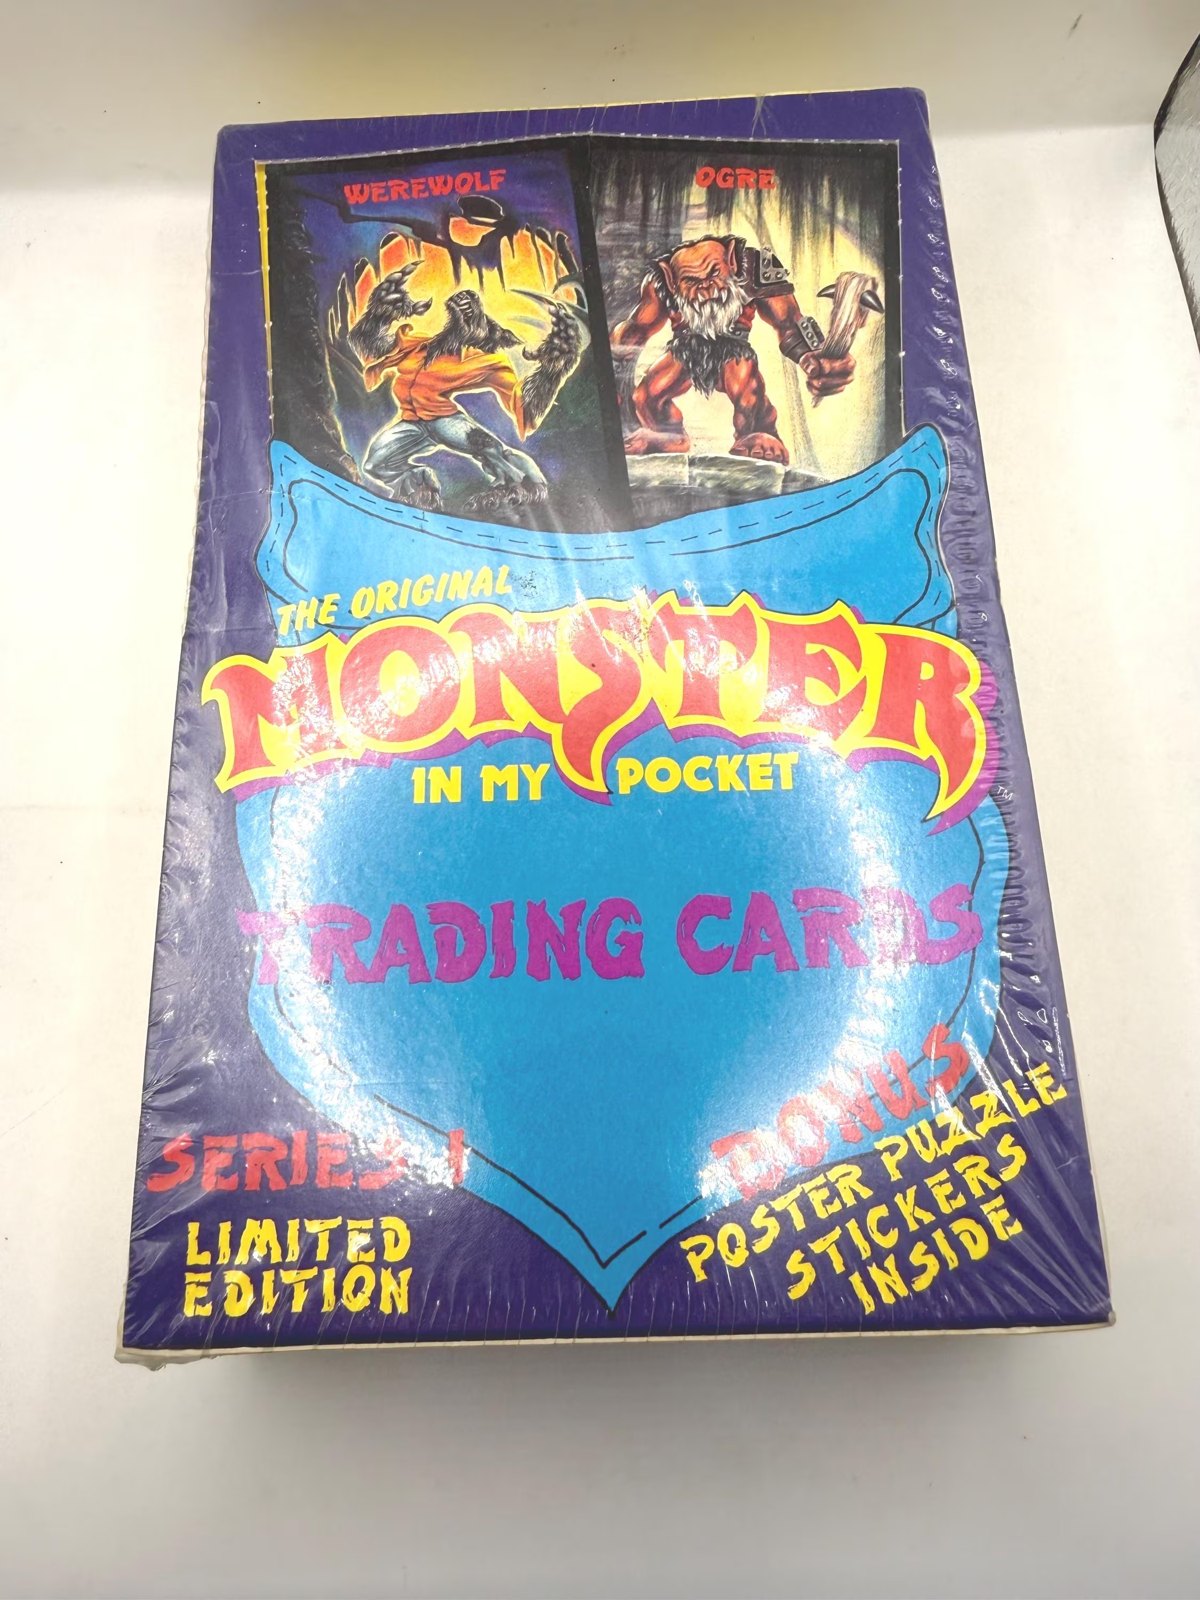 WEREWOLF
OGRE
THE ORIGINAL
MONSTER
IN MY POCKET
TM
TRADING CARDS
SERIES 1
LIMITED
EDITION
BONUS
POSTER PUZZLE
STICKERS
INSIDE